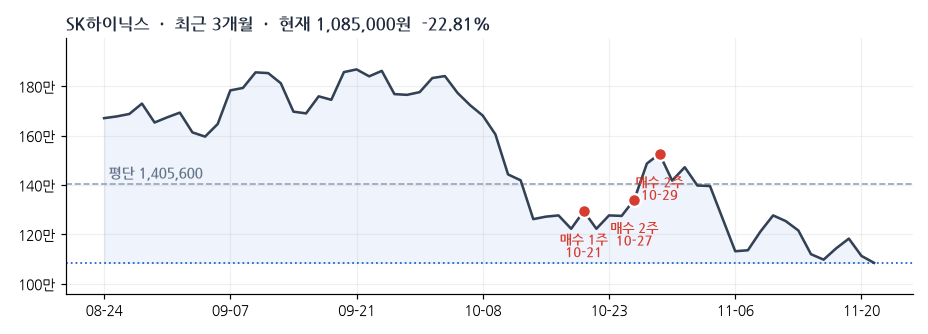 SK하이닉스 · 최근 3개월 · 현재 1,085,000원 -22.81%
180만
160만
평단 1,405,600
140만
매수 2주
10-29
120만
매수 1주
10-21
매수 2주
10-27
100만
08-24 09-07 09-21 10-08 10-23 11-06 11-20